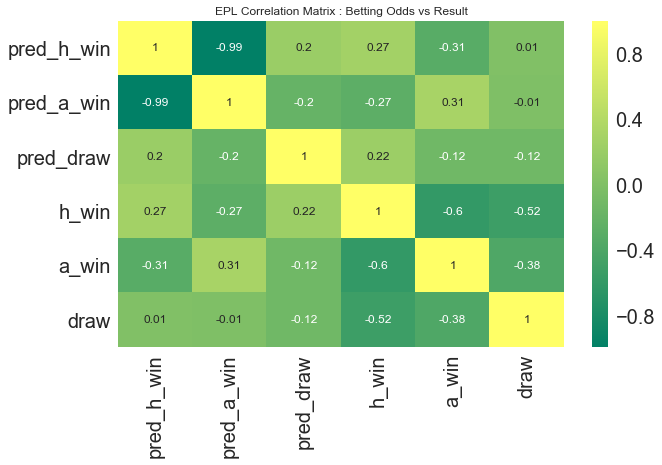 EPL Correlation Matrix : Betting Odds vs Result
pred_h_win 1 -0.99 0.2 0.27 -0.31 0.01
pred_a_win -0.99 1 -0.2 -0.27 0.31 -0.01
pred_draw 0.2 -0.2 1 0.22 -0.12 -0.12
h_win 0.27 -0.27 0.22 1 -0.6 -0.52
a_win -0.31 0.31 -0.12 -0.6 1 -0.38
draw 0.01 -0.01 -0.12 -0.52 -0.38 1
pred_h_win
pred_a_win
pred_draw
h_win
a_win
draw
0.8
0.4
0.0
-0.4
-0.8